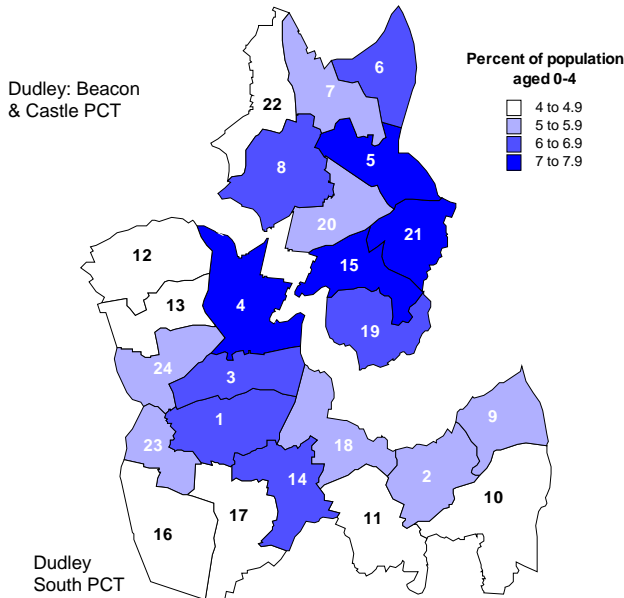 Dudley: Beacon
& Castle PCT
Percent of population
aged 0-4
4 to 4.9
5 to 5.9
6 to 6.9
7 to 7.9
6
7
22
5
8
20
21
12
15
13
4
19
24
3
1
9
23
18
2
14
10
17
11
16
Dudley
South PCT